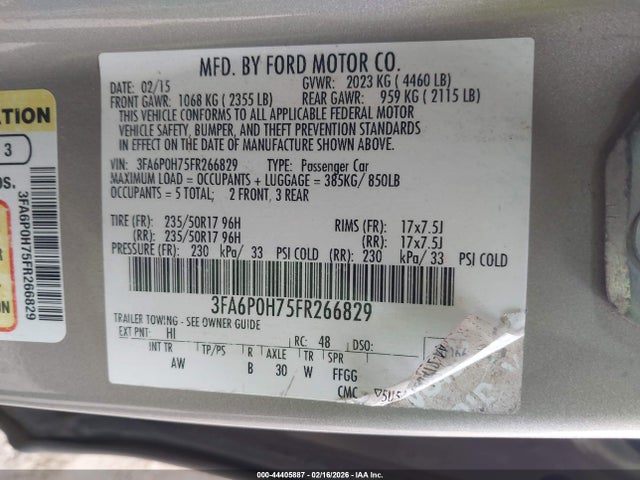 MFD. BY FORD MOTOR CO.
DATE: 02/15 GVWR: 2023 KG ( 4460 LB)
FRONT GAWR: 1068 KG ( 2355 LB) REAR GAWR: 959 KG ( 2115 LB)
THIS VEHICLE CONFORMS TO ALL APPLICABLE FEDERAL MOTOR
VEHICLE SAFETY, BUMPER, AND THEFT PREVENTION STANDARDS
IN EFFECT ON THE DATE OF MANUFACTURE SHOWN ABOVE.
VIN: 3FA6P0H75FR266829 TYPE: Passenger Car
MAXIMUM LOAD = OCCUPANTS + LUGGAGE = 385KG/ 850LB
OCCUPANTS = 5 TOTAL; 2 FRONT, 3 REAR
TIRE (FR): 235/50R17 96H RIMS (FR): 17x7.5J
(RR): 235/50R17 96H (RR): 17x7.5J
PRESSURE (FR): 230 kPa/ 33 PSI COLD (RR): 230 kPa/ 33 PSI COLD
3FA6P0H75FR266829
TRAILER TOWING - SEE OWNER GUIDE
EXT PNT: HI RC: 48 DSO:
INT TR TP/PS R AXLE TR SPR
AW B 30 W FFGG
CMC
ATION
3
OS.
3FA6P0H75FR266829
000 - 44405887 - 02/16/2026 - IAA, Inc.